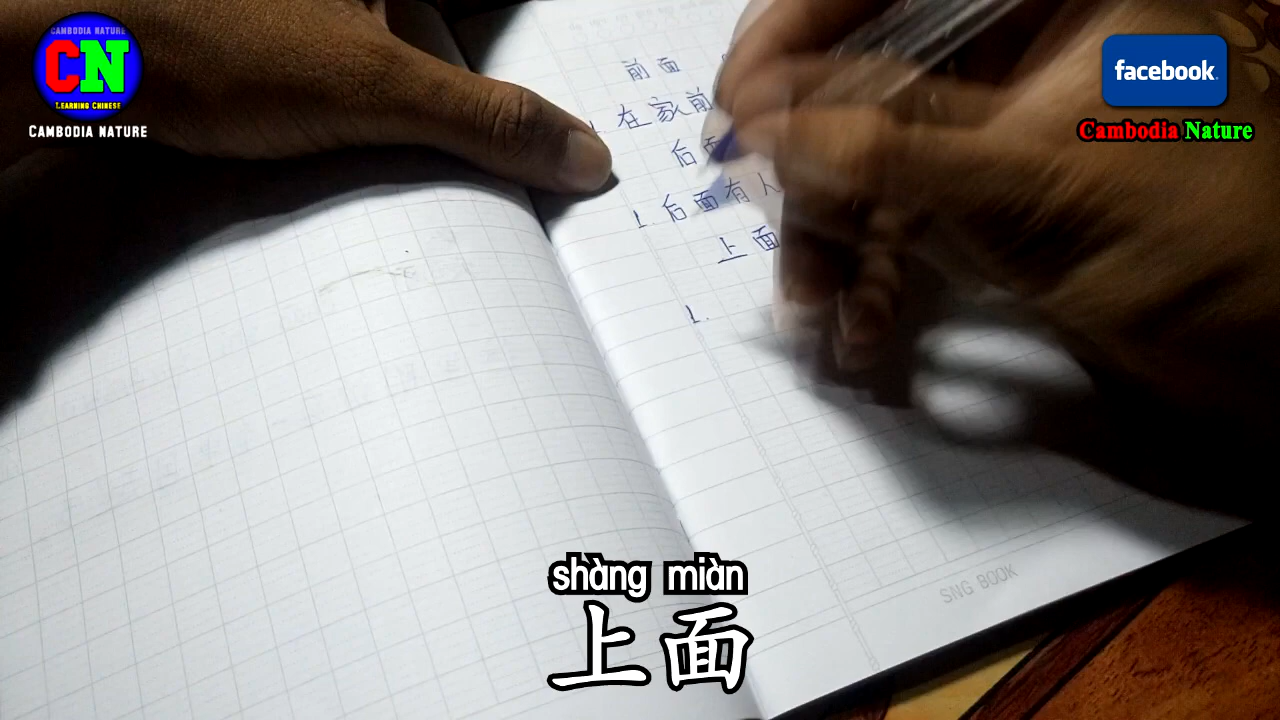 CAMBODIA NATURE
CN
LEARNING CHINESE
CAMBODIA NATURE
facebook
Cambodia Nature
前面
1. 在家前
后面
1. 后面有人
上面
1.
SNG BOOK
shàng miàn
上面